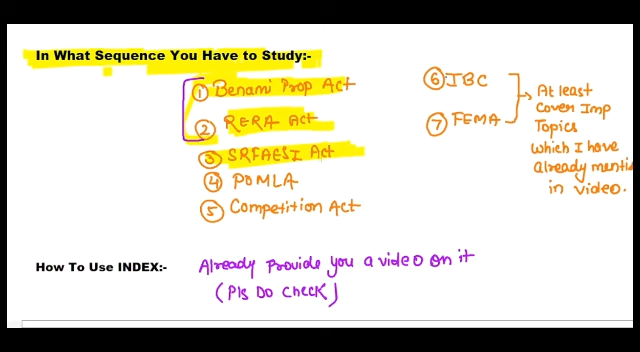 In What Sequence You Have to Study:-
① Benami Prop Act
② RERA Act
③ SRFAESI Act
④ POMLA
⑤ Competition Act
⑥ IBC
⑦ FEMA
At least
Cover Imp
Topics
which I have
already mentio
in video.
How To Use INDEX:- Already Provide you a video on it
(Pls Do Check)